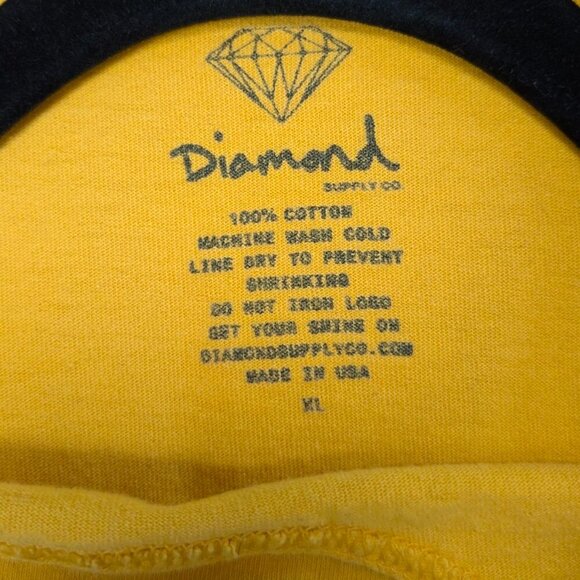 Diamond
SUPPLY CO.
100% COTTON
MACHINE WASH COLD
LINE DRY TO PREVENT
SHRINKING
DO NOT IRON LOGO
GET YOUR SHINE ON
DIAMONDSUPPLYCO.COM
MADE IN USA
XL